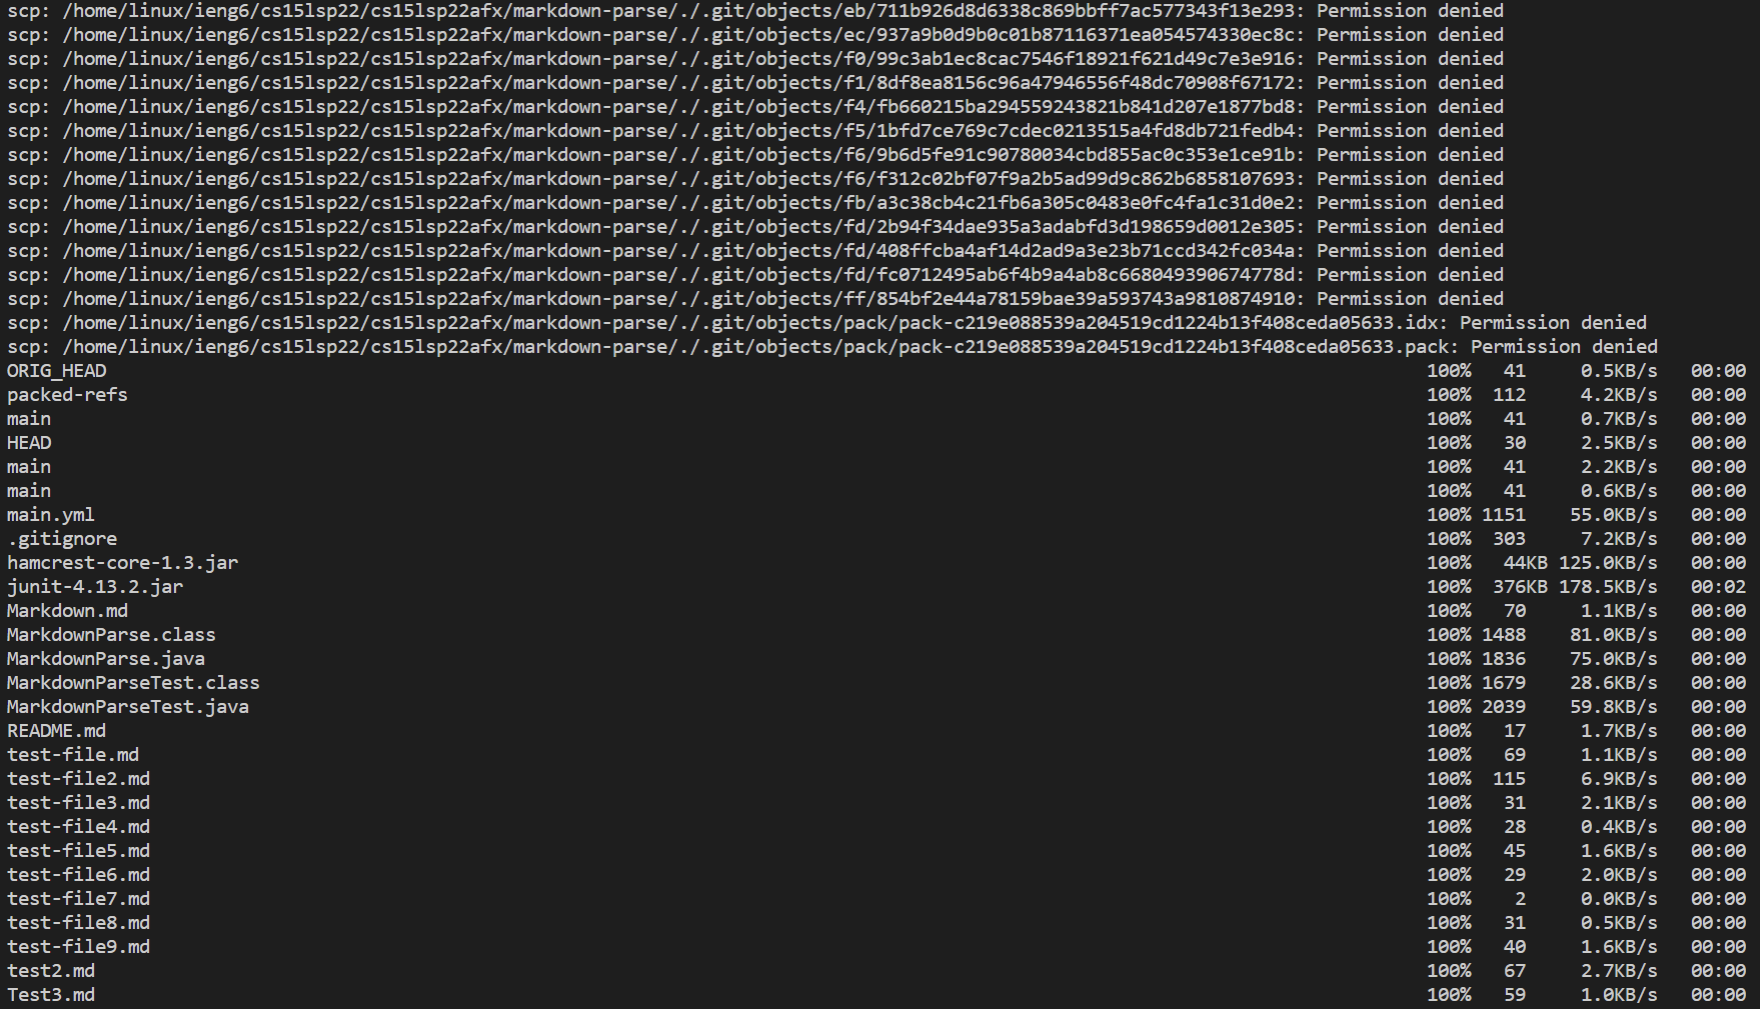 scp: /home/linux/ieng6/cs15lsp22/cs15lsp22afx/markdown-parse/./.git/objects/eb/711b926d8d6338c869bbff7ac577343f13e293: Permission denied
scp: /home/linux/ieng6/cs15lsp22/cs15lsp22afx/markdown-parse/./.git/objects/ec/937a9b0d9b0c01b87116371ea054574330ec8c: Permission denied
scp: /home/linux/ieng6/cs15lsp22/cs15lsp22afx/markdown-parse/./.git/objects/f0/99c3ab1ec8cac7546f18921f621d49c7e3e916: Permission denied
scp: /home/linux/ieng6/cs15lsp22/cs15lsp22afx/markdown-parse/./.git/objects/f1/8df8ea8156c96a47946556f48dc70908f67172: Permission denied
scp: /home/linux/ieng6/cs15lsp22/cs15lsp22afx/markdown-parse/./.git/objects/f4/fb660215ba294559243821b841d207e1877bd8: Permission denied
scp: /home/linux/ieng6/cs15lsp22/cs15lsp22afx/markdown-parse/./.git/objects/f5/1bfd7ce769c7cdec0213515a4fd8db721fedb4: Permission denied
scp: /home/linux/ieng6/cs15lsp22/cs15lsp22afx/markdown-parse/./.git/objects/f6/9b6d5fe91c90780034cbd855ac0c353e1ce91b: Permission denied
scp: /home/linux/ieng6/cs15lsp22/cs15lsp22afx/markdown-parse/./.git/objects/f6/f312c02bf07f9a2b5ad99d9c862b6858107693: Permission denied
scp: /home/linux/ieng6/cs15lsp22/cs15lsp22afx/markdown-parse/./.git/objects/fb/a3c38cb4c21fb6a305c0483e0fc4fa1c31d0e2: Permission denied
scp: /home/linux/ieng6/cs15lsp22/cs15lsp22afx/markdown-parse/./.git/objects/fd/2b94f34dae935a3adabfd3d198659d0012e305: Permission denied
scp: /home/linux/ieng6/cs15lsp22/cs15lsp22afx/markdown-parse/./.git/objects/fd/408ffcba4af14d2ad9a3e23b71ccd342fc034a: Permission denied
scp: /home/linux/ieng6/cs15lsp22/cs15lsp22afx/markdown-parse/./.git/objects/fd/fc0712495ab6f4b9a4ab8c668049390674778d: Permission denied
scp: /home/linux/ieng6/cs15lsp22/cs15lsp22afx/markdown-parse/./.git/objects/ff/854bf2e44a78159bae39a593743a9810874910: Permission denied
scp: /home/linux/ieng6/cs15lsp22/cs15lsp22afx/markdown-parse/./.git/objects/pack/pack-c219e088539a204519cd1224b13f408ceda05633.idx: Permission denied
scp: /home/linux/ieng6/cs15lsp22/cs15lsp22afx/markdown-parse/./.git/objects/pack/pack-c219e088539a204519cd1224b13f408ceda05633.pack: Permission denied
ORIG_HEAD 100% 41 0.5KB/s 00:00
packed-refs 100% 112 4.2KB/s 00:00
main 100% 41 0.7KB/s 00:00
HEAD 100% 30 2.5KB/s 00:00
main 100% 41 2.2KB/s 00:00
main 100% 41 0.6KB/s 00:00
main.yml 100% 1151 55.0KB/s 00:00
.gitignore 100% 303 7.2KB/s 00:00
hamcrest-core-1.3.jar 100% 44KB 125.0KB/s 00:00
junit-4.13.2.jar 100% 376KB 178.5KB/s 00:02
Markdown.md 100% 70 1.1KB/s 00:00
MarkdownParse.class 100% 1488 81.0KB/s 00:00
MarkdownParse.java 100% 1836 75.0KB/s 00:00
MarkdownParseTest.class 100% 1679 28.6KB/s 00:00
MarkdownParseTest.java 100% 2039 59.8KB/s 00:00
README.md 100% 17 1.7KB/s 00:00
test-file.md 100% 69 1.1KB/s 00:00
test-file2.md 100% 115 6.9KB/s 00:00
test-file3.md 100% 31 2.1KB/s 00:00
test-file4.md 100% 28 0.4KB/s 00:00
test-file5.md 100% 45 1.6KB/s 00:00
test-file6.md 100% 29 2.0KB/s 00:00
test-file7.md 100% 2 0.0KB/s 00:00
test-file8.md 100% 31 0.5KB/s 00:00
test-file9.md 100% 40 1.6KB/s 00:00
test2.md 100% 67 2.7KB/s 00:00
Test3.md 100% 59 1.0KB/s 00:00